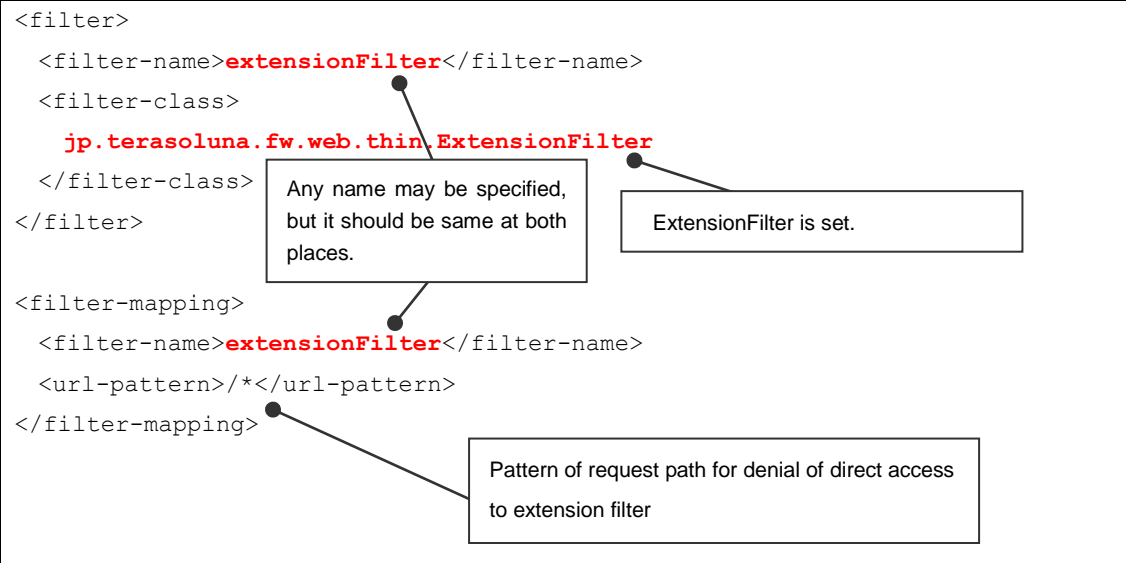 <filter>
<filter-name>extensionFilter</filter-name>
<filter-class>
jp.terasoluna.fw.web.thin.ExtensionFilter
</filter-class>
</filter>
Any name may be specified,
but it should be same at both
places.
ExtensionFilter is set.
<filter-mapping>
<filter-name>extensionFilter</filter-name>
<url-pattern>/*</url-pattern>
</filter-mapping>
Pattern of request path for denial of direct access
to extension filter